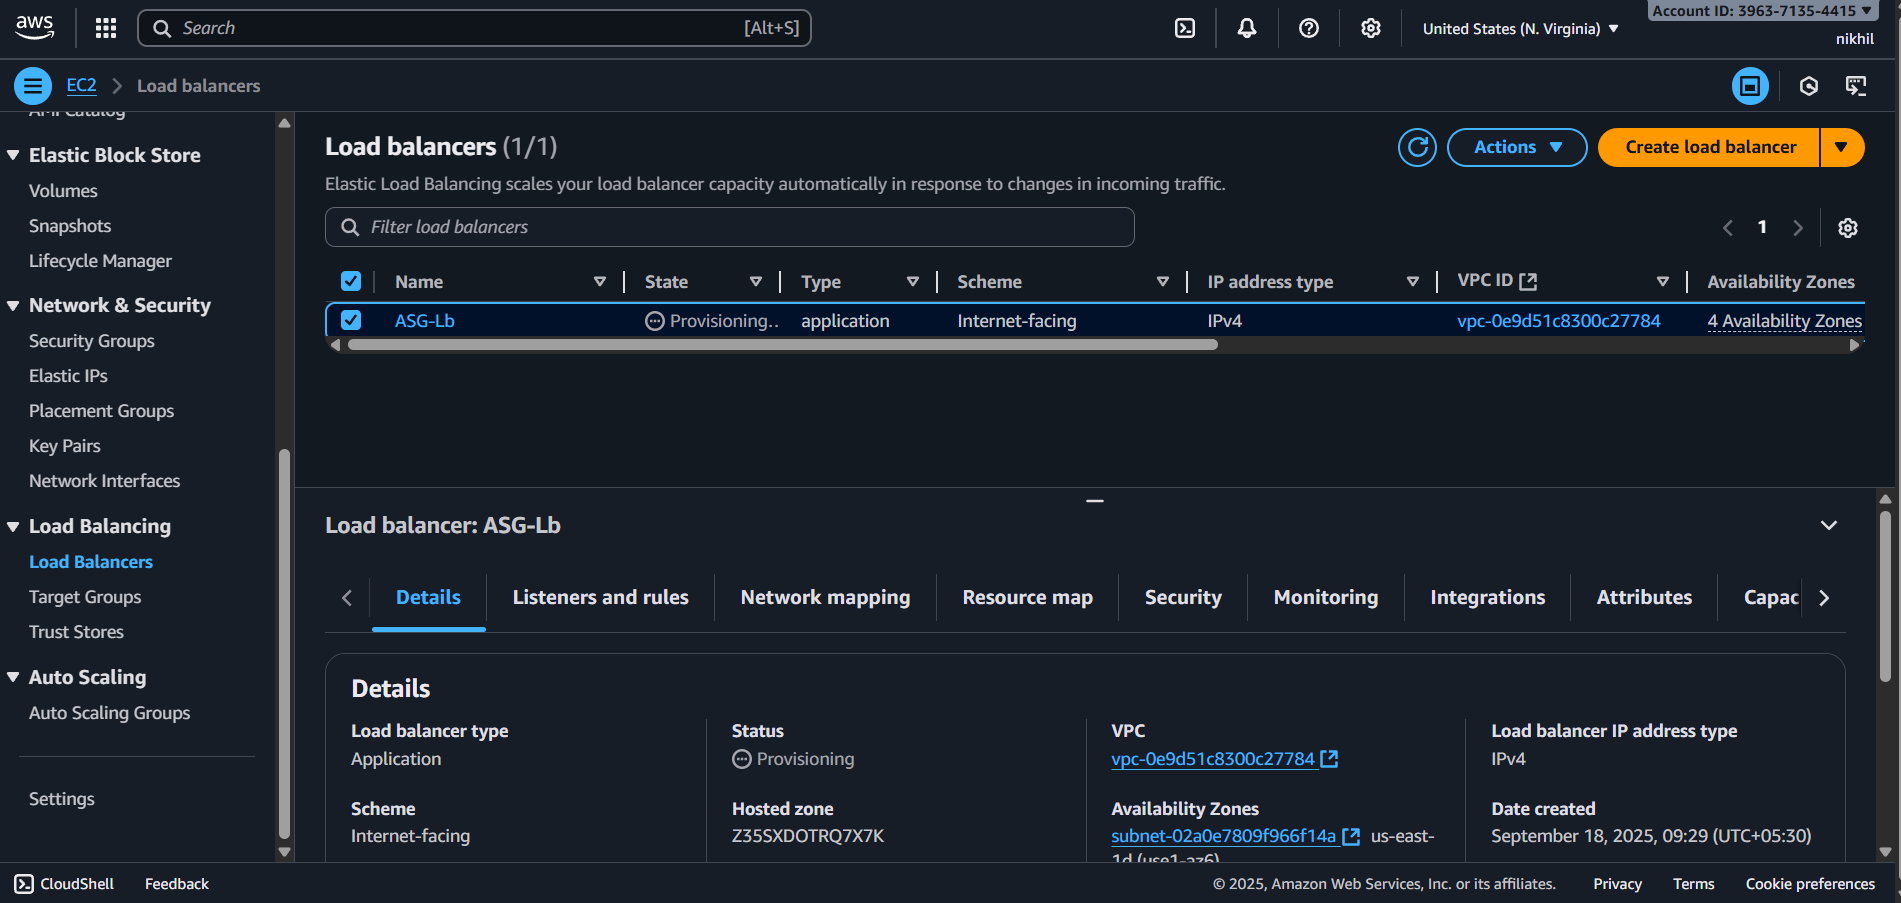 aws
Search [Alt+S]
United States (N. Virginia)
Account ID: 3963-7135-4415
nikhil
EC2 Load balancers
AMI Catalog
Elastic Block Store
Volumes
Snapshots
Lifecycle Manager
Network & Security
Security Groups
Elastic IPs
Placement Groups
Key Pairs
Network Interfaces
Load Balancing
Load Balancers
Target Groups
Trust Stores
Auto Scaling
Auto Scaling Groups
Settings
Load balancers (1/1)
Actions
Create load balancer
Elastic Load Balancing scales your load balancer capacity automatically in response to changes in incoming traffic.
Filter load balancers
1
Name State Type Scheme IP address type VPC ID Availability Zones
ASG-Lb Provisioning.. application Internet-facing IPv4 vpc-0e9d51c8300c27784 4 Availability Zones
Load balancer: ASG-Lb
Details Listeners and rules Network mapping Resource map Security Monitoring Integrations Attributes Capac
Details
Load balancer type
Application
Status
Provisioning
VPC
vpc-0e9d51c8300c27784
Load balancer IP address type
IPv4
Scheme
Internet-facing
Hosted zone
Z35SXDOTRQ7X7K
Availability Zones
subnet-02a0e7809f966f14a us-east-
1d (use1-az6)
Date created
September 18, 2025, 09:29 (UTC+05:30)
CloudShell Feedback
© 2025, Amazon Web Services, Inc. or its affiliates. Privacy Terms Cookie preferences